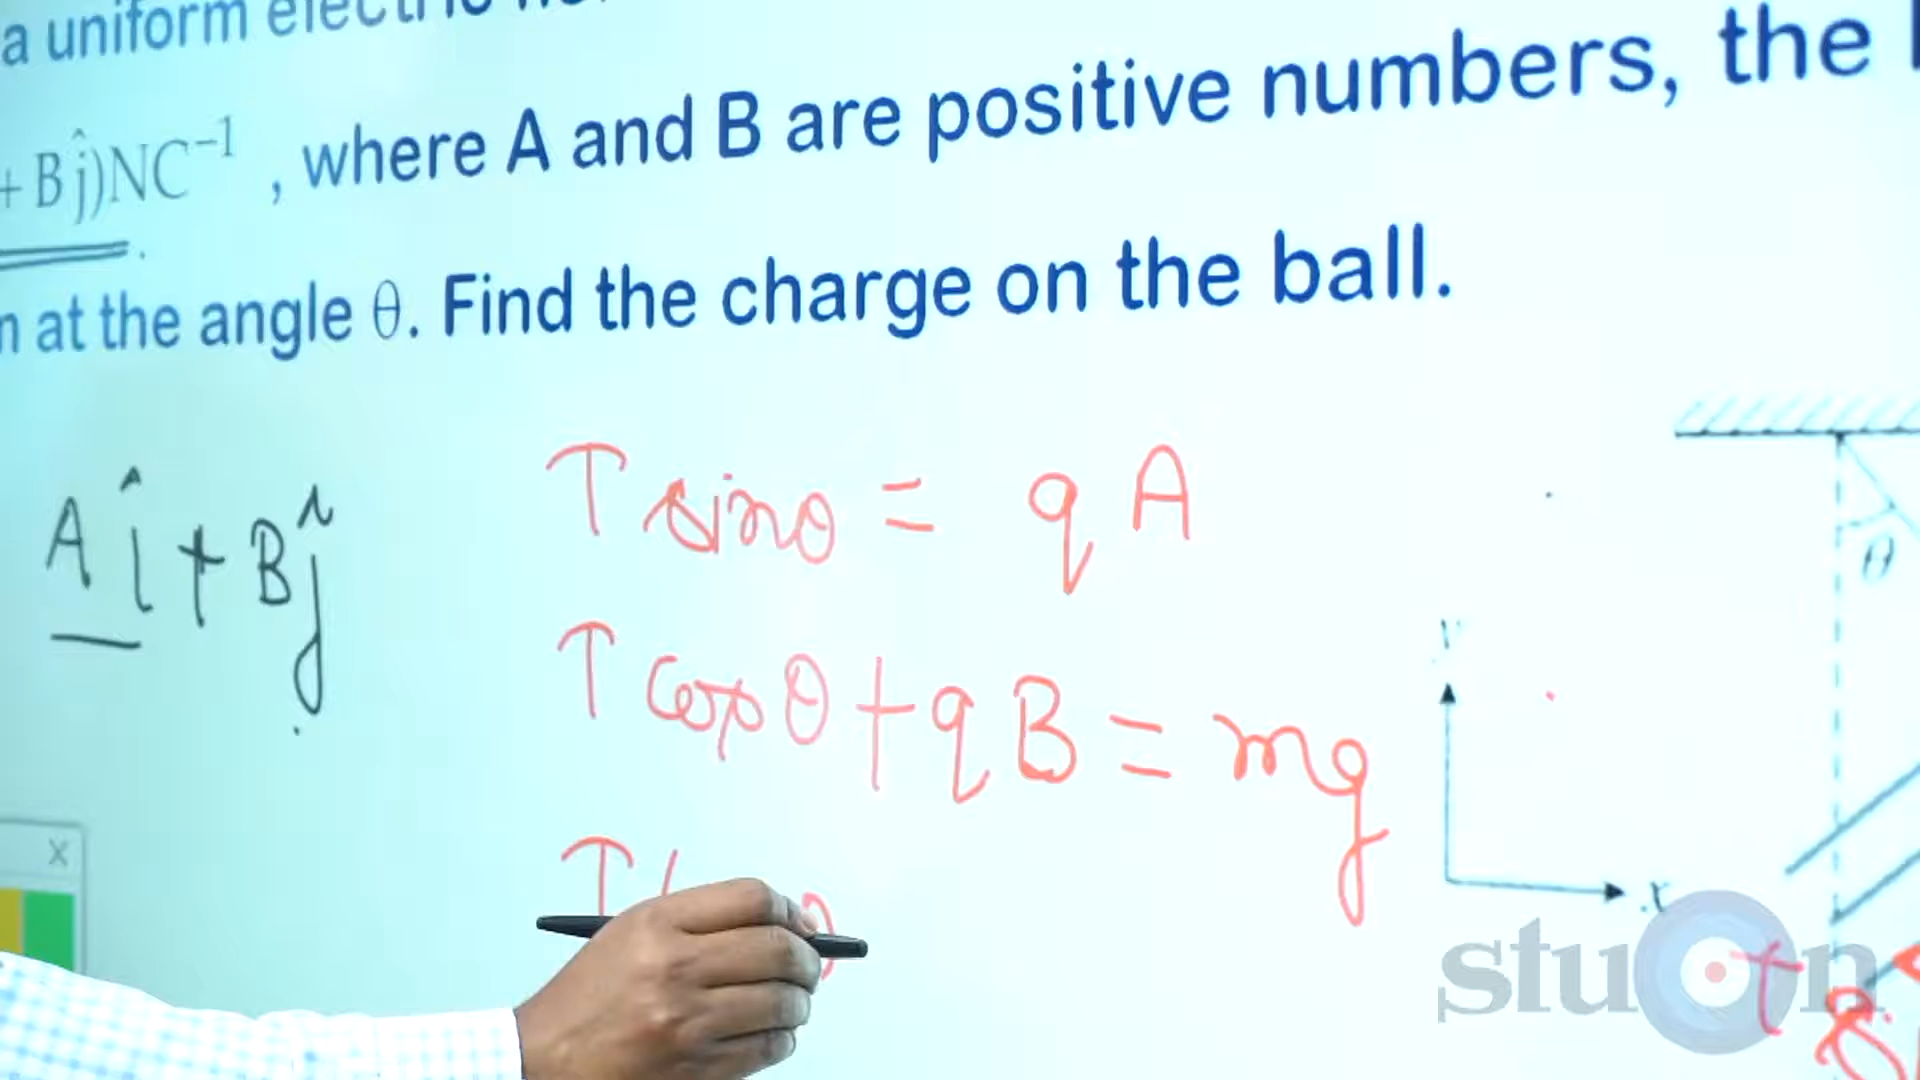 a uniform electric
+ Bĵ)NC⁻¹ , where A and B are positive numbers, the
at the angle θ. Find the charge on the ball.
Aî + Bĵ
T sinθ = qA
T cosθ + qB = mg
T
θ
Y
X
X
stuOn
T